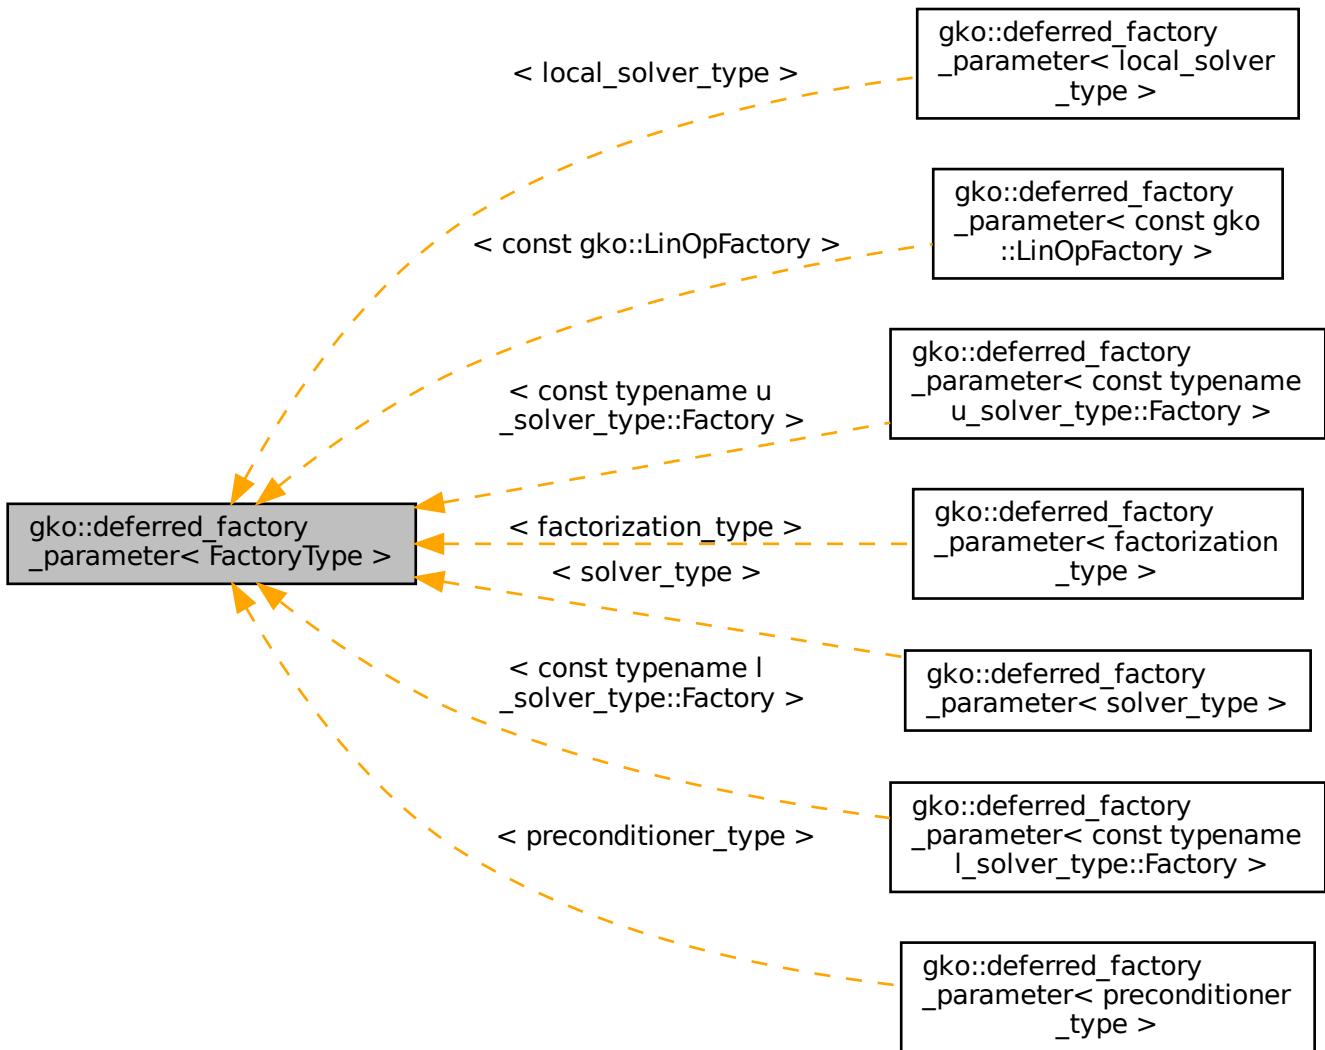 gko::deferred_factory
_parameter< local_solver
_type >
< local_solver_type >
gko::deferred_factory
_parameter< const gko
::LinOpFactory >
< const gko::LinOpFactory >
gko::deferred_factory
_parameter< const typename
u_solver_type::Factory >
< const typename u
_solver_type::Factory >
gko::deferred_factory
_parameter< FactoryType >
< factorization_type >
gko::deferred_factory
_parameter< factorization
_type >
< solver_type >
gko::deferred_factory
_parameter< solver_type >
< const typename l
_solver_type::Factory >
gko::deferred_factory
_parameter< const typename
l_solver_type::Factory >
< preconditioner_type >
gko::deferred_factory
_parameter< preconditioner
_type >